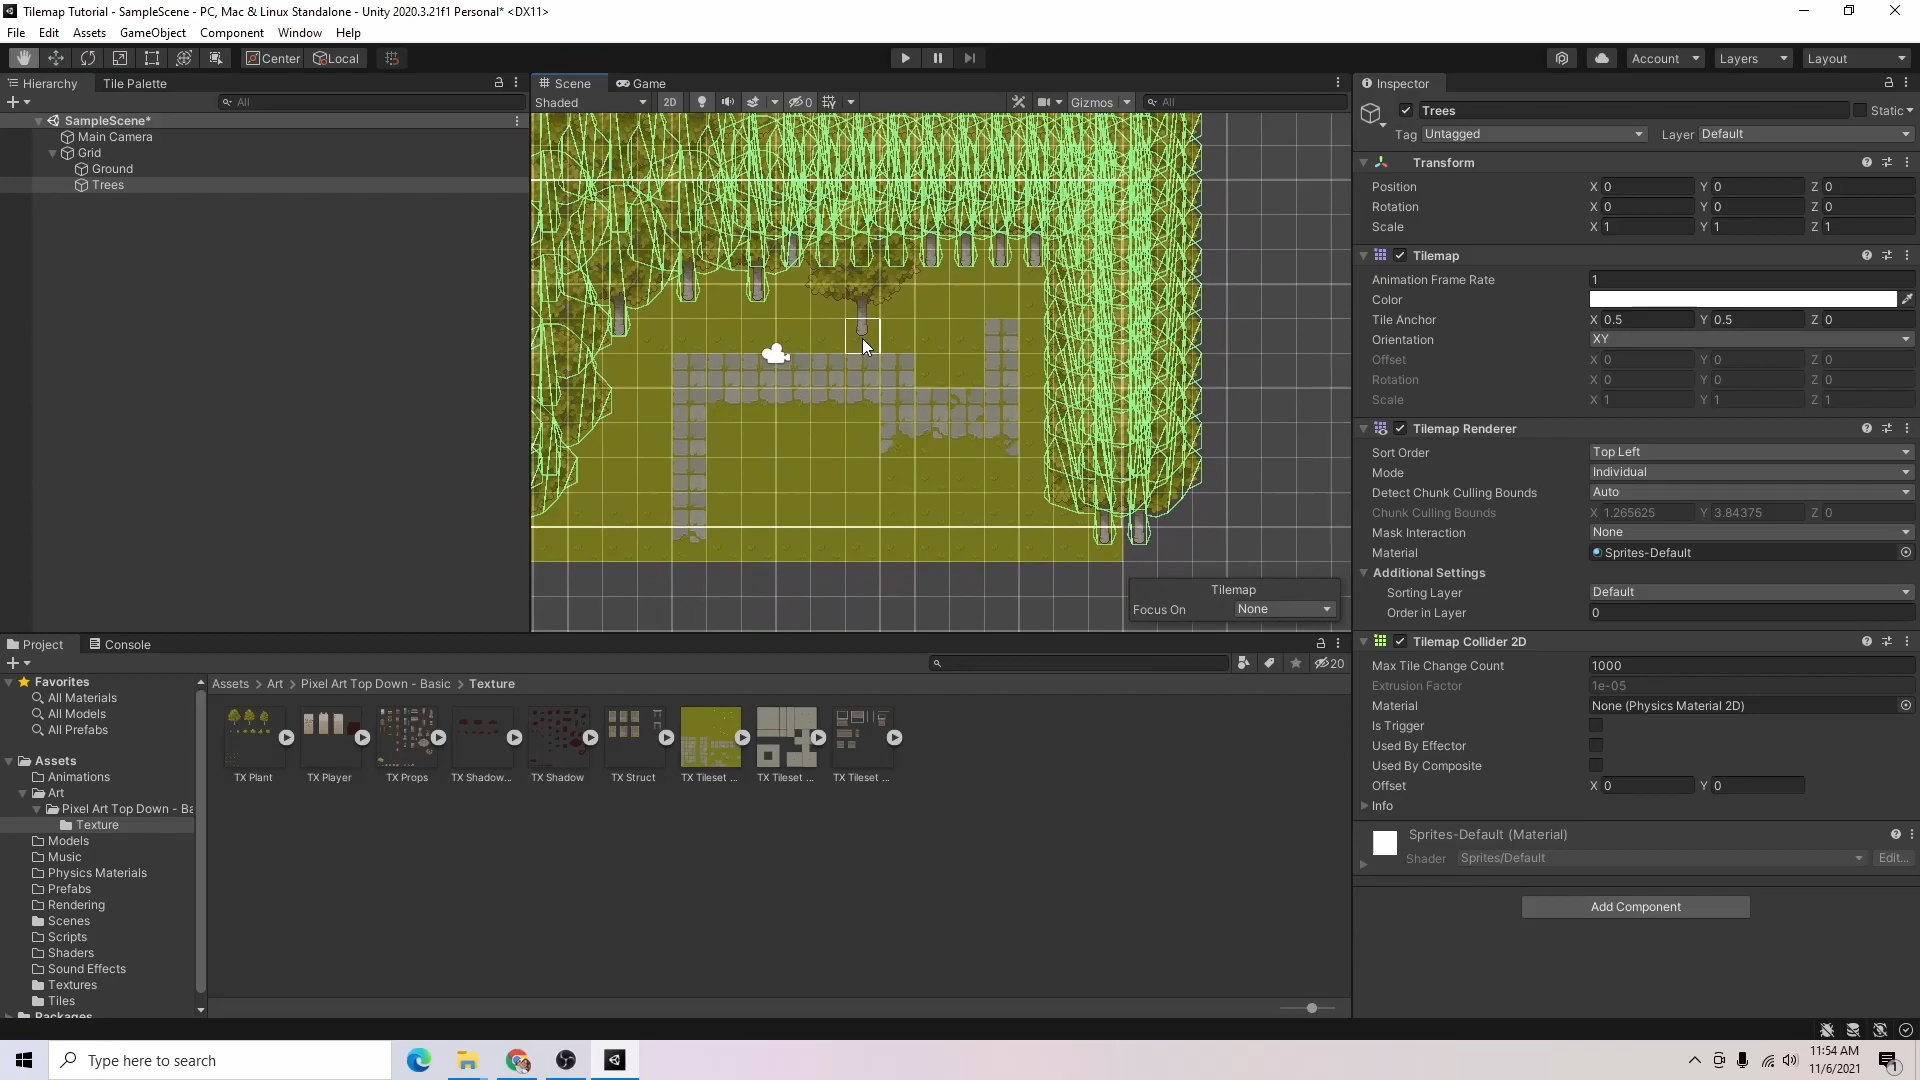 Tilemap Tutorial - SampleScene - PC, Mac & Linux Standalone - Unity 2020.3.21f1 Personal* <DX11>
File Edit Assets GameObject Component Window Help
Center Local
Account Layers Layout
Hierarchy Tile Palette
All
SampleScene*
Main Camera
Grid
Ground
Trees
Scene Game
Shaded 2D 0 Gizmos All
Tilemap
Focus On None
Inspector
Trees Static
Tag Untagged Layer Default
Transform
Position X 0 Y 0 Z 0
Rotation X 0 Y 0 Z 0
Scale X 1 Y 1 Z 1
Tilemap
Animation Frame Rate 1
Color
Tile Anchor X 0.5 Y 0.5 Z 0
Orientation XY
Offset X 0 Y 0 Z 0
Rotation X 0 Y 0 Z 0
Scale X 1 Y 1 Z 1
Tilemap Renderer
Sort Order Top Left
Mode Individual
Detect Chunk Culling Bounds Auto
Chunk Culling Bounds X 1.265625 Y 3.84375 Z 0
Mask Interaction None
Material Sprites-Default
Additional Settings
Sorting Layer Default
Order in Layer 0
Tilemap Collider 2D
Max Tile Change Count 1000
Extrusion Factor 1e-05
Material None (Physics Material 2D)
Is Trigger
Used By Effector
Used By Composite
Offset X 0 Y 0
Info
Sprites-Default (Material)
Shader Sprites/Default Edit...
Add Component
Project Console
20
Favorites
All Materials
All Models
All Prefabs
Assets
Animations
Art
Pixel Art Top Down - Ba
Texture
Models
Music
Physics Materials
Prefabs
Rendering
Scenes
Scripts
Shaders
Sound Effects
Textures
Tiles
Packages
Assets > Art > Pixel Art Top Down - Basic > Texture
TX Plant TX Player TX Props TX Shadow... TX Shadow TX Struct TX Tileset ... TX Tileset ... TX Tileset ...
Type here to search
11:54 AM
11/6/2021
1